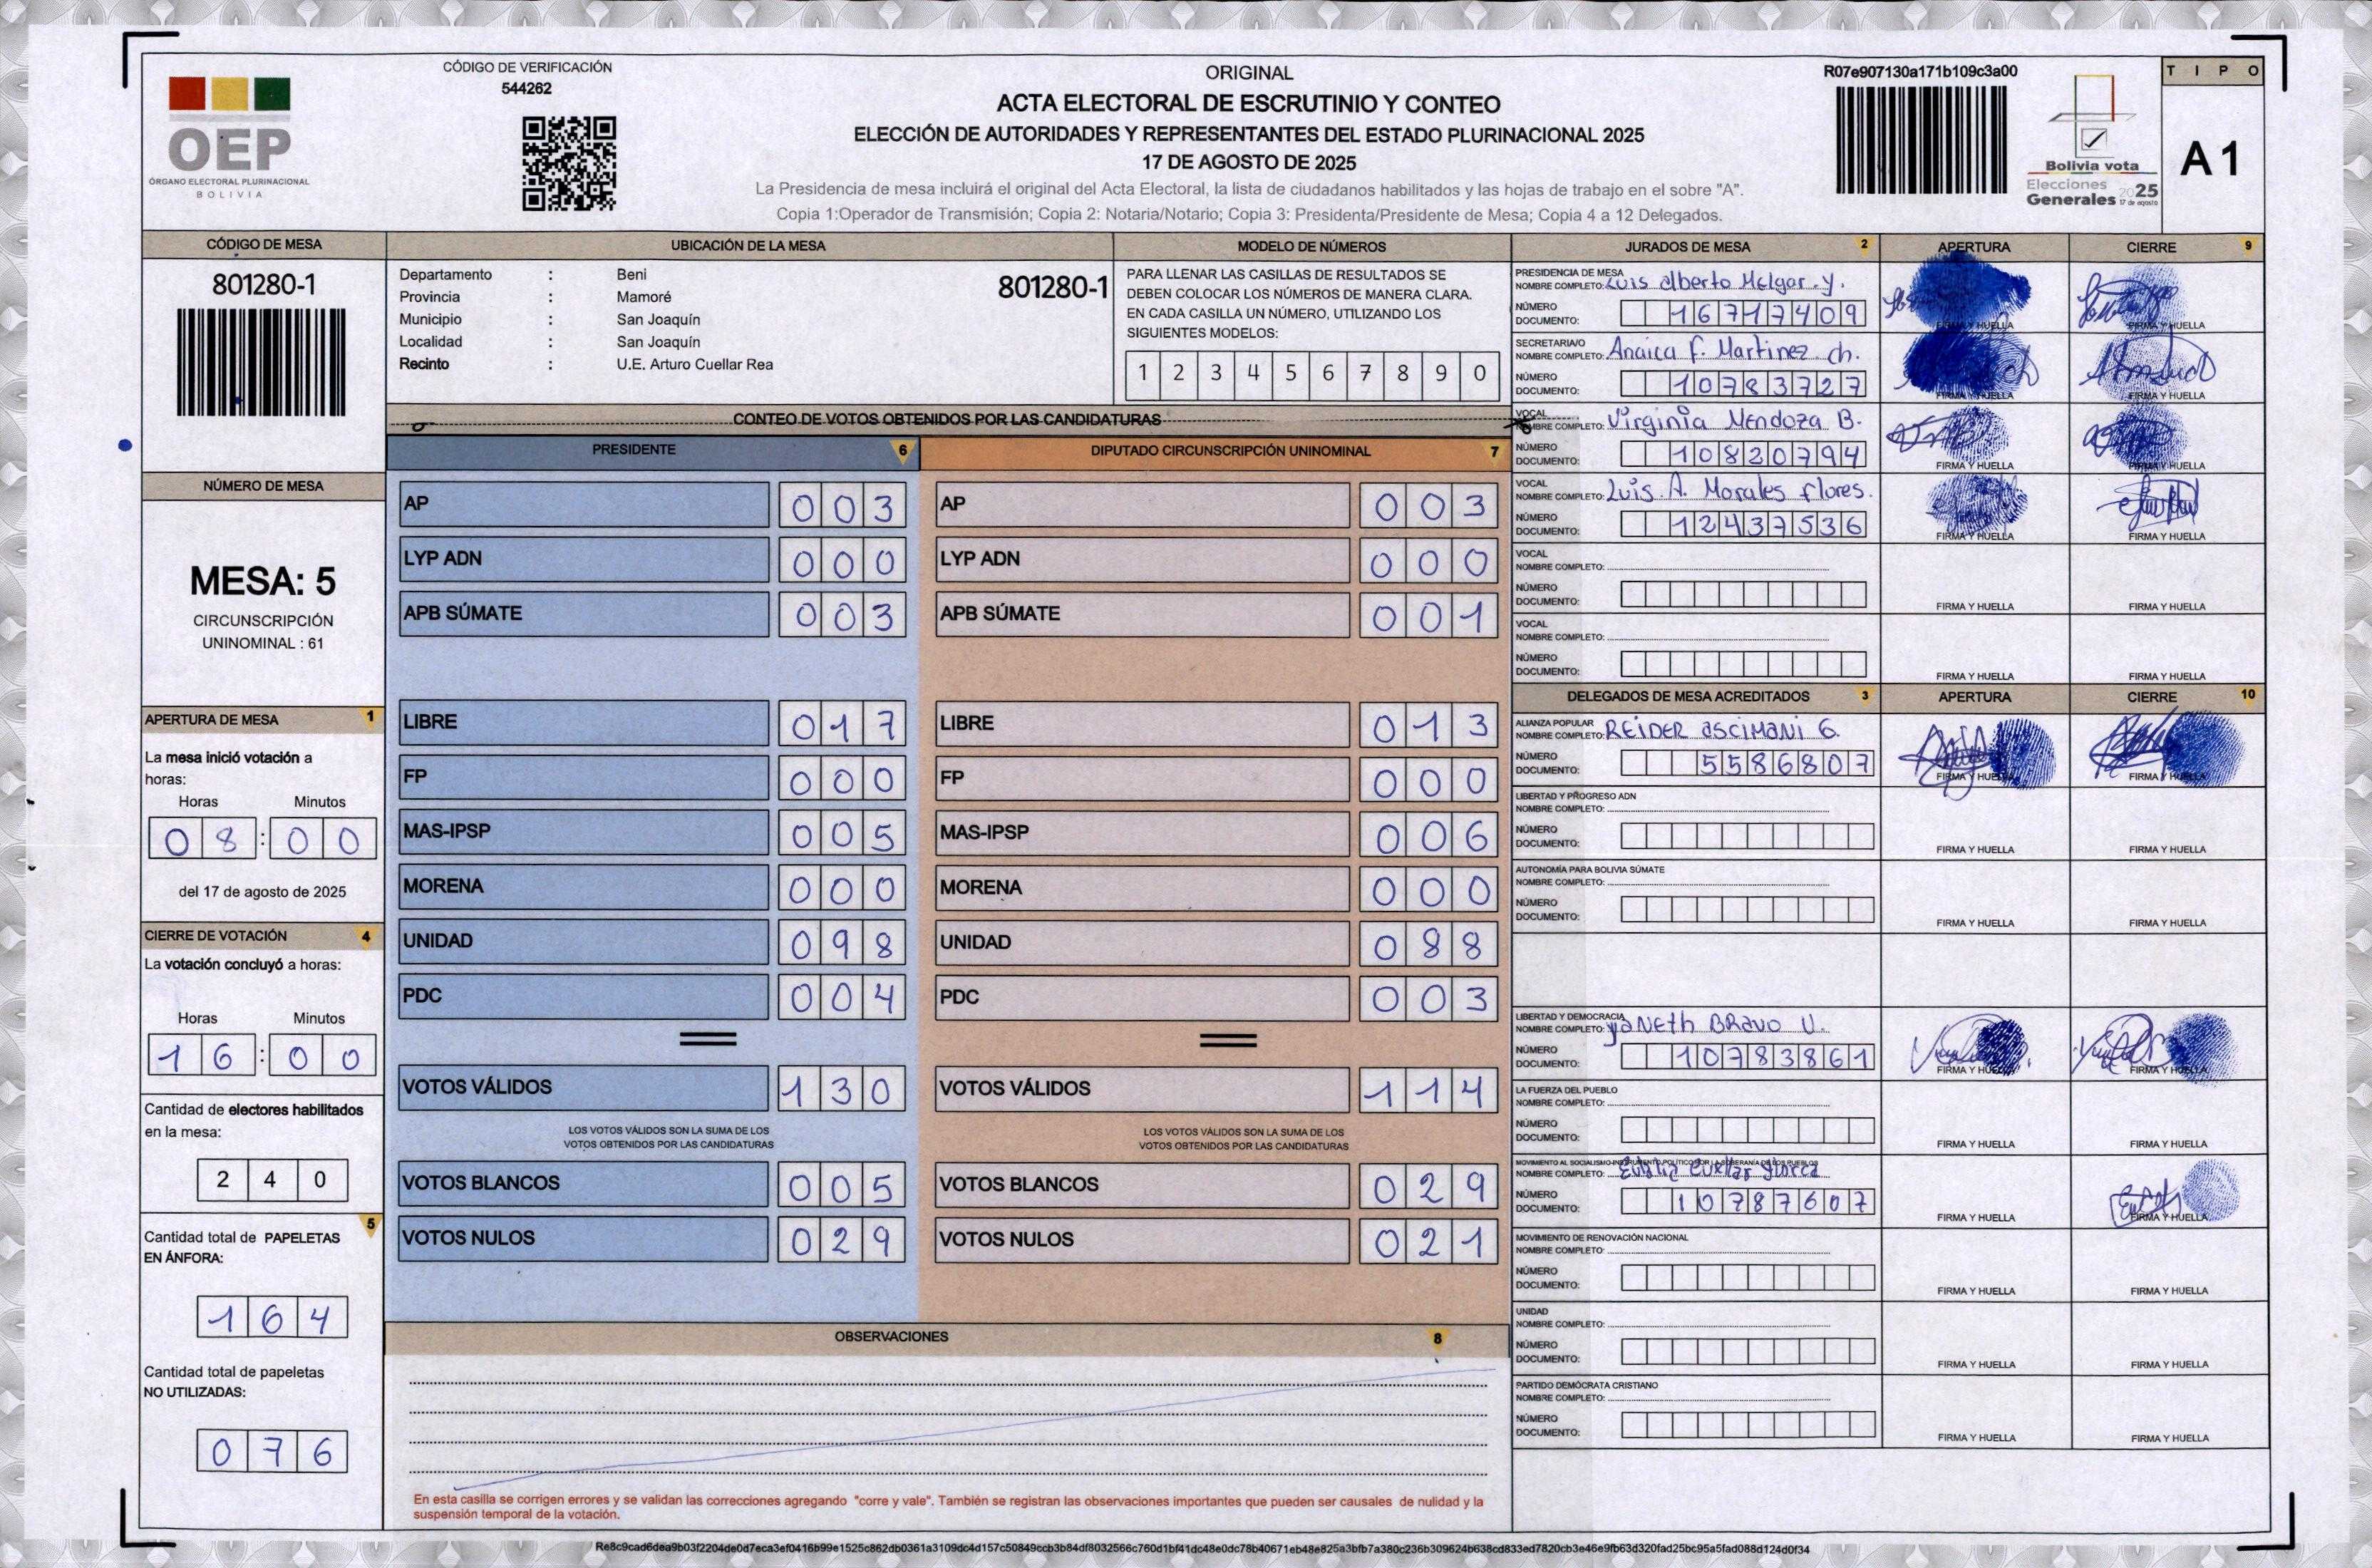 CÓDIGO DE VERIFICACIÓN
544262
OEP
ÓRGANO ELECTORAL PLURINACIONAL
BOLIVIA
ORIGINAL
ACTA ELECTORAL DE ESCRUTINIO Y CONTEO
ELECCIÓN DE AUTORIDADES Y REPRESENTANTES DEL ESTADO PLURINACIONAL 2025
17 DE AGOSTO DE 2025
La Presidencia de mesa incluirá el original del Acta Electoral, la lista de ciudadanos habilitados y las hojas de trabajo en el sobre "A".
Copia 1:Operador de Transmisión; Copia 2: Notaria/Notario; Copia 3: Presidenta/Presidente de Mesa; Copia 4 a 12 Delegados.
R07e907130a171b109c3a00
Bolivia vota
Elecciones
Generales 2025
17 de agosto
TIPO
A1
CÓDIGO DE MESA
801280-1
NÚMERO DE MESA
MESA: 5
CIRCUNSCRIPCIÓN
UNINOMINAL : 61
APERTURA DE MESA 1
La mesa inició votación a
horas:
Horas Minutos
08:00
del 17 de agosto de 2025
CIERRE DE VOTACIÓN 4
La votación concluyó a horas:
Horas Minutos
16:00
Cantidad de electores habilitados
en la mesa:
240
5
Cantidad total de PAPELETAS
EN ÁNFORA:
164
Cantidad total de papeletas
NO UTILIZADAS:
076
UBICACIÓN DE LA MESA
Departamento : Beni 801280-1
Provincia : Mamoré
Municipio : San Joaquín
Localidad : San Joaquín
Recinto : U.E. Arturo Cuellar Rea
MODELO DE NÚMEROS
PARA LLENAR LAS CASILLAS DE RESULTADOS SE
DEBEN COLOCAR LOS NÚMEROS DE MANERA CLARA.
EN CADA CASILLA UN NÚMERO, UTILIZANDO LOS
SIGUIENTES MODELOS:
1 2 3 4 5 6 7 8 9 0
CONTEO DE VOTOS OBTENIDOS POR LAS CANDIDATURAS
PRESIDENTE 6
AP 003
LYP ADN 000
APB SÚMATE 003
LIBRE 017
FP 000
MAS-IPSP 005
MORENA 000
UNIDAD 098
PDC 004
VOTOS VÁLIDOS 130
LOS VOTOS VÁLIDOS SON LA SUMA DE LOS
VOTOS OBTENIDOS POR LAS CANDIDATURAS
VOTOS BLANCOS 005
VOTOS NULOS 029
DIPUTADO CIRCUNSCRIPCIÓN UNINOMINAL 7
AP 003
LYP ADN 000
APB SÚMATE 001
LIBRE 013
FP 000
MAS-IPSP 006
MORENA 000
UNIDAD 088
PDC 003
VOTOS VÁLIDOS 114
LOS VOTOS VÁLIDOS SON LA SUMA DE LOS
VOTOS OBTENIDOS POR LAS CANDIDATURAS
VOTOS BLANCOS 029
VOTOS NULOS 021
OBSERVACIONES 8
En esta casilla se corrigen errores y se validan las correcciones agregando "corre y vale". También se registran las observaciones importantes que pueden ser causales de nulidad y la
suspensión temporal de la votación.
JURADOS DE MESA 2 APERTURA CIERRE 9
PRESIDENCIA DE MESA
NOMBRE COMPLETO: Luis alberto Melgar. Y.
NÚMERO
DOCUMENTO: 16717409
FIRMA Y HUELLA FIRMA Y HUELLA
SECRETARIA/O
NOMBRE COMPLETO: Anaica F. Martinez ch.
NÚMERO
DOCUMENTO: 10783727
FIRMA Y HUELLA FIRMA Y HUELLA
VOCAL
NOMBRE COMPLETO: Virginia Mendoza B.
NÚMERO
DOCUMENTO: 10820794
FIRMA Y HUELLA FIRMA Y HUELLA
VOCAL
NOMBRE COMPLETO: Luis. A. Morales flores.
NÚMERO
DOCUMENTO: 12437536
FIRMA Y HUELLA FIRMA Y HUELLA
VOCAL
NOMBRE COMPLETO:
NÚMERO
DOCUMENTO:
FIRMA Y HUELLA FIRMA Y HUELLA
VOCAL
NOMBRE COMPLETO:
NÚMERO
DOCUMENTO:
FIRMA Y HUELLA FIRMA Y HUELLA
DELEGADOS DE MESA ACREDITADOS 3 APERTURA CIERRE 10
ALIANZA POPULAR
NOMBRE COMPLETO: REIDER ascimani G.
NÚMERO
DOCUMENTO: 5586807
FIRMA Y HUELLA FIRMA Y HUELLA
LIBERTAD Y PROGRESO ADN
NOMBRE COMPLETO:
NÚMERO
DOCUMENTO:
FIRMA Y HUELLA FIRMA Y HUELLA
AUTONOMÍA PARA BOLIVIA SÚMATE
NOMBRE COMPLETO:
NÚMERO
DOCUMENTO:
FIRMA Y HUELLA FIRMA Y HUELLA
LIBERTAD Y DEMOCRACIA
NOMBRE COMPLETO: yaNeth BRavo V.
NÚMERO
DOCUMENTO: 10783861
FIRMA Y HUELLA FIRMA Y HUELLA
LA FUERZA DEL PUEBLO
NOMBRE COMPLETO:
NÚMERO
DOCUMENTO:
FIRMA Y HUELLA FIRMA Y HUELLA
MOVIMIENTO AL SOCIALISMO-INSTRUMENTO POLÍTICO POR LA SOBERANÍA DE LOS PUEBLOS
NOMBRE COMPLETO: Cuellar
NÚMERO
DOCUMENTO: 10787607
FIRMA Y HUELLA FIRMA Y HUELLA
MOVIMIENTO DE RENOVACIÓN NACIONAL
NOMBRE COMPLETO:
NÚMERO
DOCUMENTO:
FIRMA Y HUELLA FIRMA Y HUELLA
UNIDAD
NOMBRE COMPLETO:
NÚMERO
DOCUMENTO:
FIRMA Y HUELLA FIRMA Y HUELLA
PARTIDO DEMÓCRATA CRISTIANO
NOMBRE COMPLETO:
NÚMERO
DOCUMENTO:
FIRMA Y HUELLA FIRMA Y HUELLA